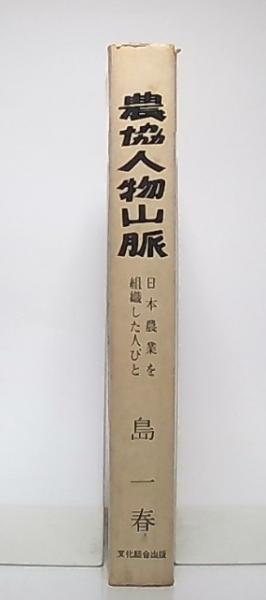 農協人物山脈
日本農業を
組織した人びと
島一春
文化総合出版